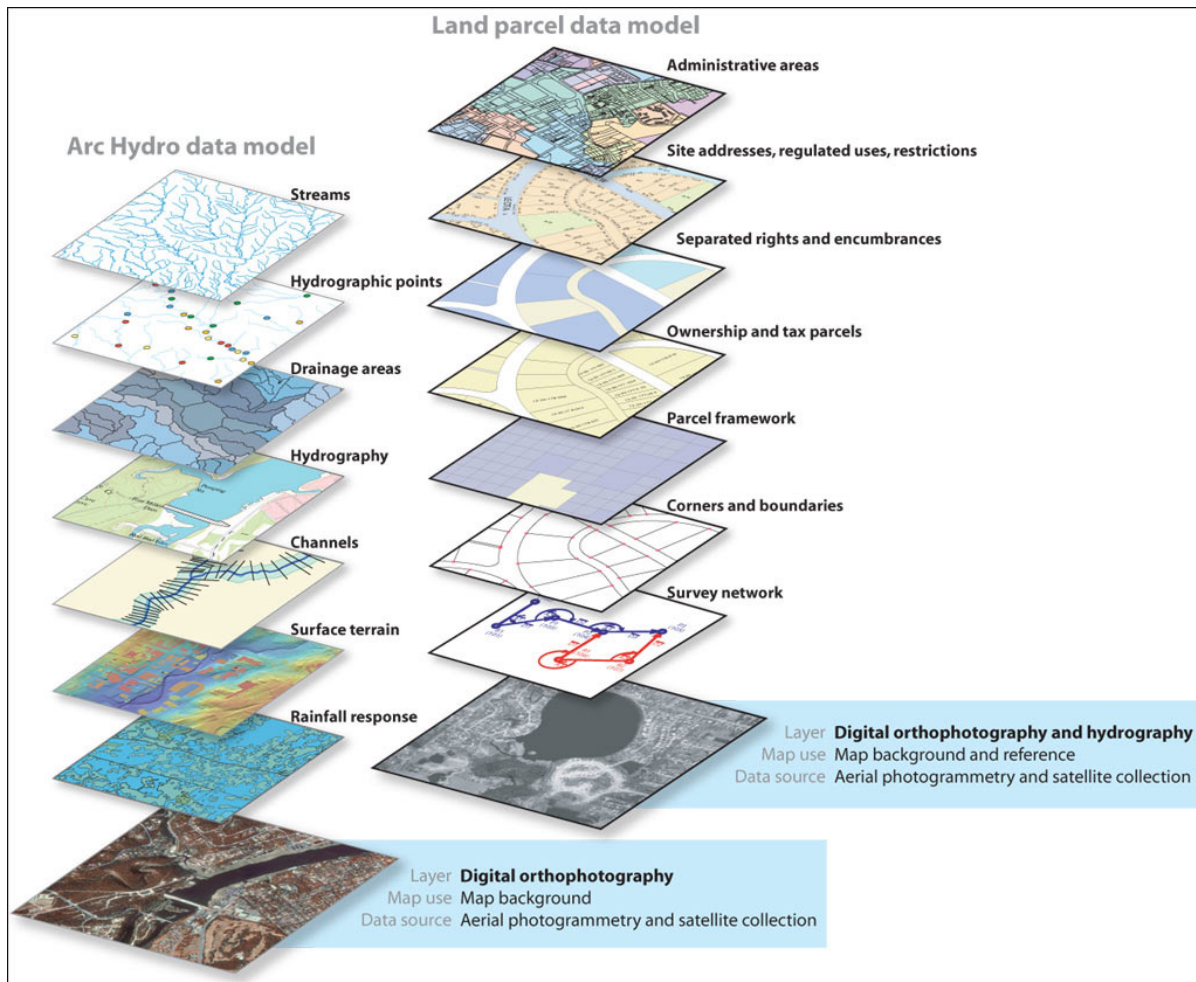 Land parcel data model
Administrative areas
Site addresses, regulated uses, restrictions
Separated rights and encumbrances
Ownership and tax parcels
Parcel framework
Corners and boundaries
Survey network
Layer Digital orthophotography and hydrography
Map use Map background and reference
Data source Aerial photogrammetry and satellite collection
Arc Hydro data model
Streams
Hydrographic points
Drainage areas
Hydrography
Channels
Surface terrain
Rainfall response
Layer Digital orthophotography
Map use Map background
Data source Aerial photogrammetry and satellite collection